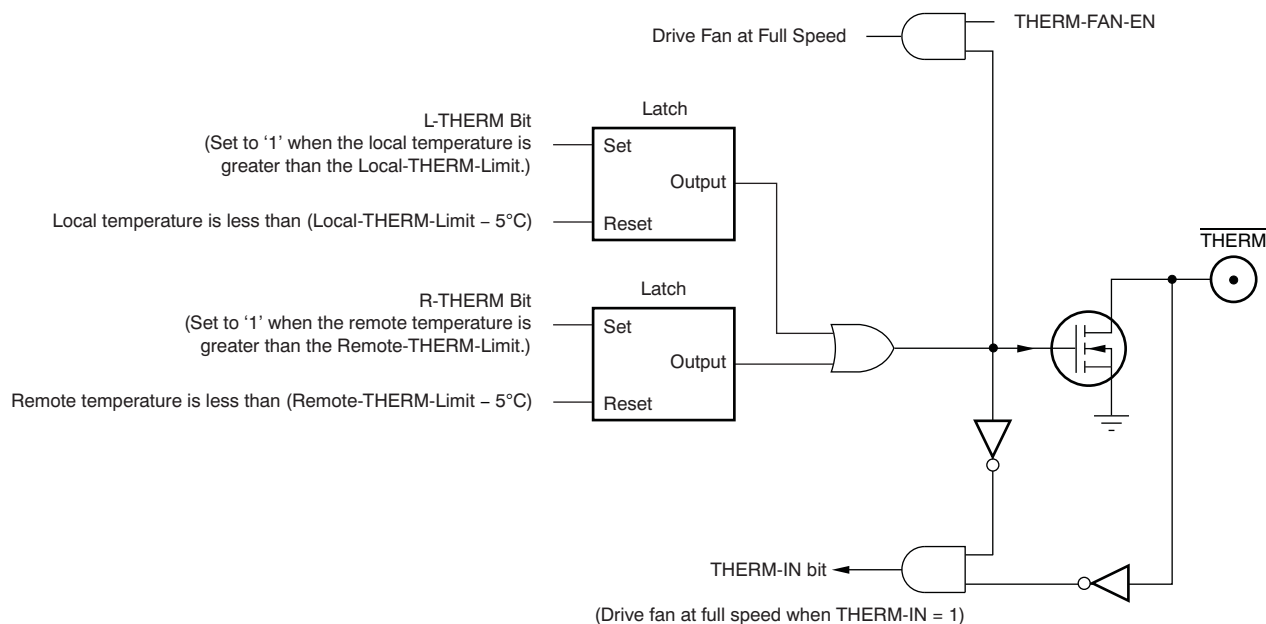 THERM-FAN-EN
Drive Fan at Full Speed
Latch
L-THERM Bit
(Set to ‘1’ when the local temperature is
greater than the Local-THERM-Limit.)
Set
Output
Local temperature is less than (Local-THERM-Limit – 5°C)
Reset
THERM
Latch
R-THERM Bit
(Set to ‘1’ when the remote temperature is
greater than the Remote-THERM-Limit.)
Set
Output
Remote temperature is less than (Remote-THERM-Limit – 5°C)
Reset
THERM-IN bit
(Drive fan at full speed when THERM-IN = 1)